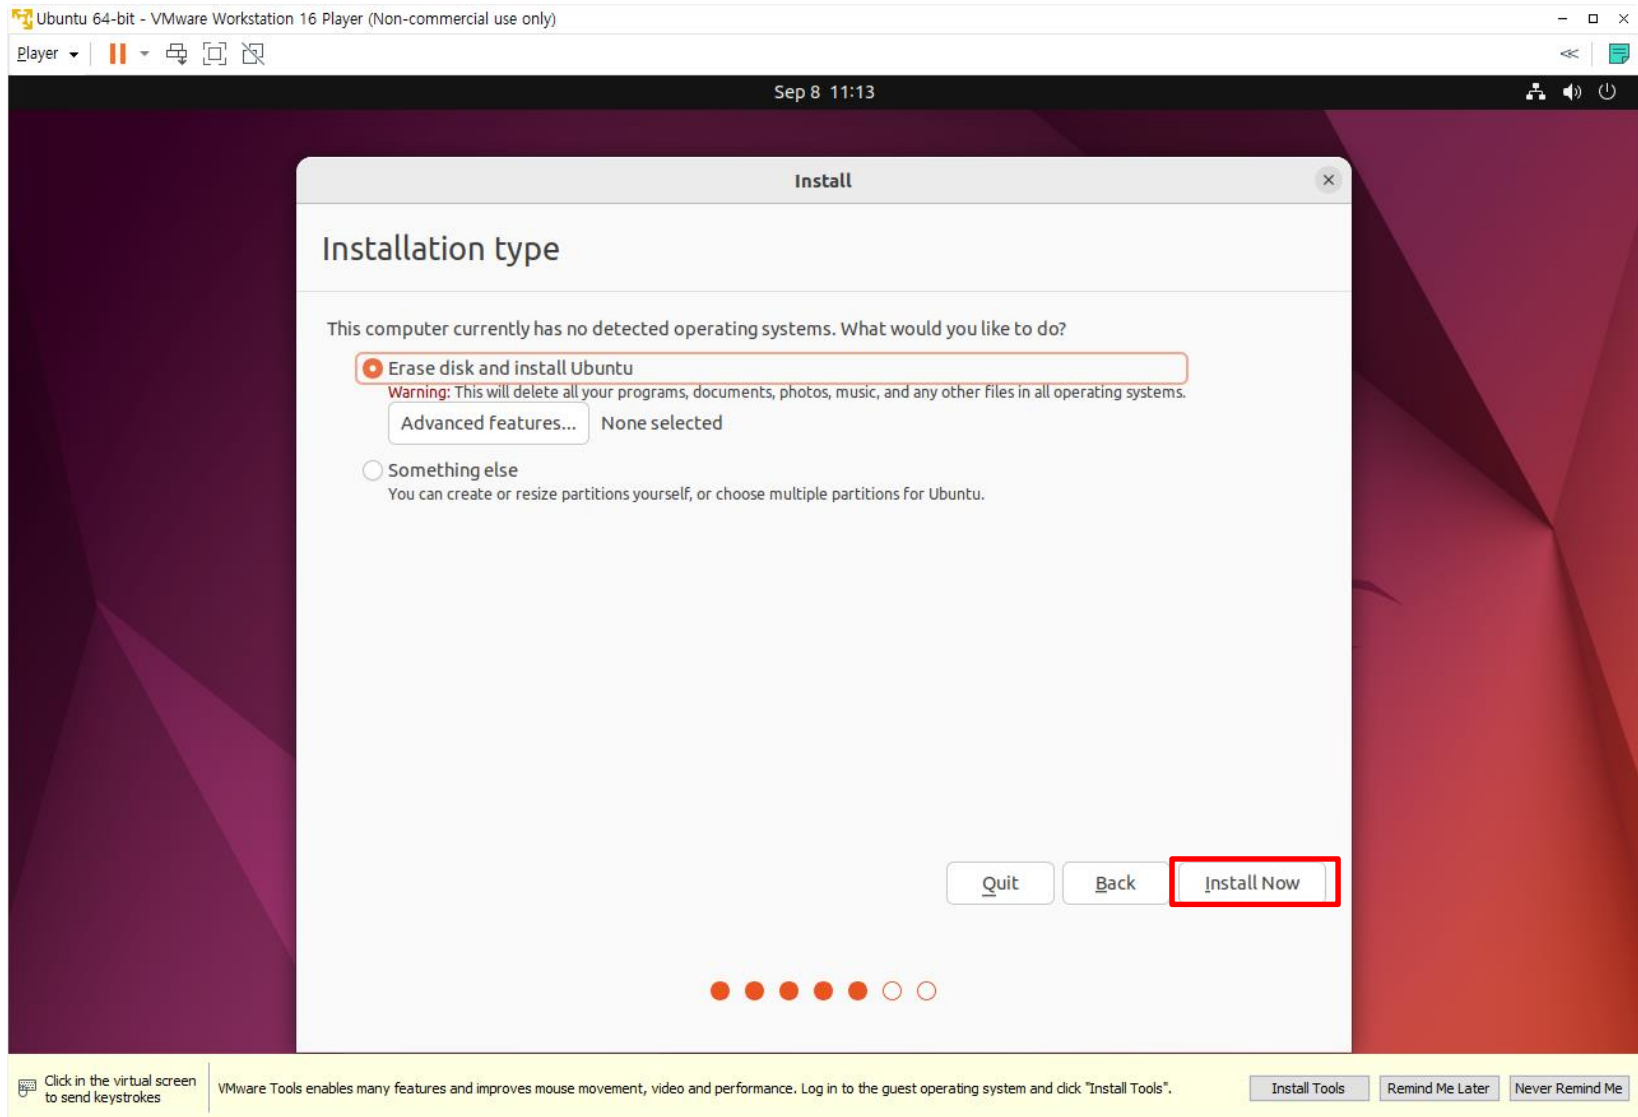 Ubuntu 64-bit - VMware Workstation 16 Player (Non-commercial use only)
Player
Sep 8 11:13
Install
Installation type
This computer currently has no detected operating systems. What would you like to do?
Erase disk and install Ubuntu
Warning: This will delete all your programs, documents, photos, music, and any other files in all operating systems.
Advanced features... None selected
Something else
You can create or resize partitions yourself, or choose multiple partitions for Ubuntu.
Quit Back Install Now
Click in the virtual screen
to send keystrokes
VMware Tools enables many features and improves mouse movement, video and performance. Log in to the guest operating system and click "Install Tools".
Install Tools Remind Me Later Never Remind Me